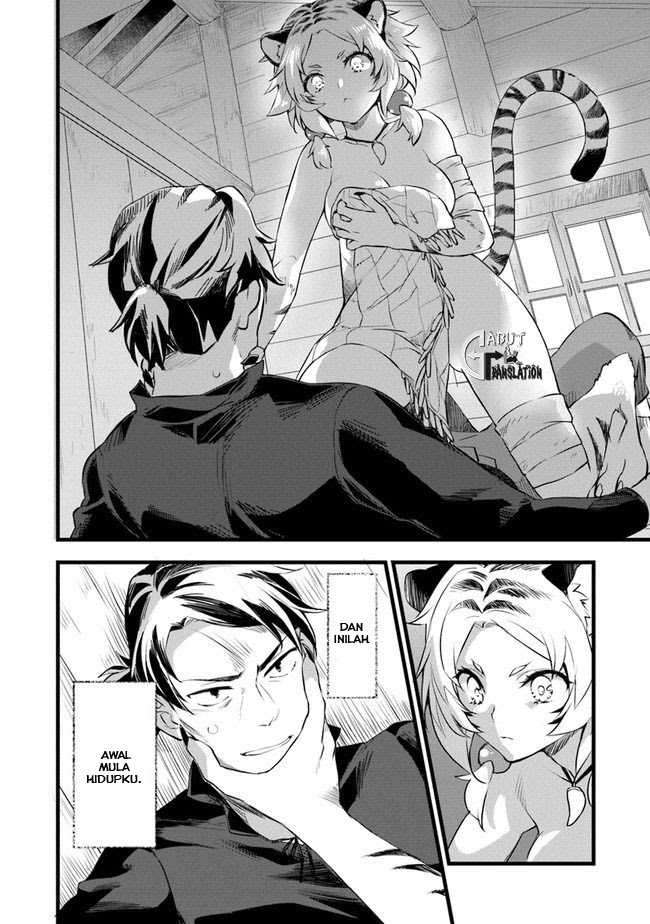 GABUT
TRANSLATION
DAN
INILAH.
AWAL
MULA
HIDUPKU.